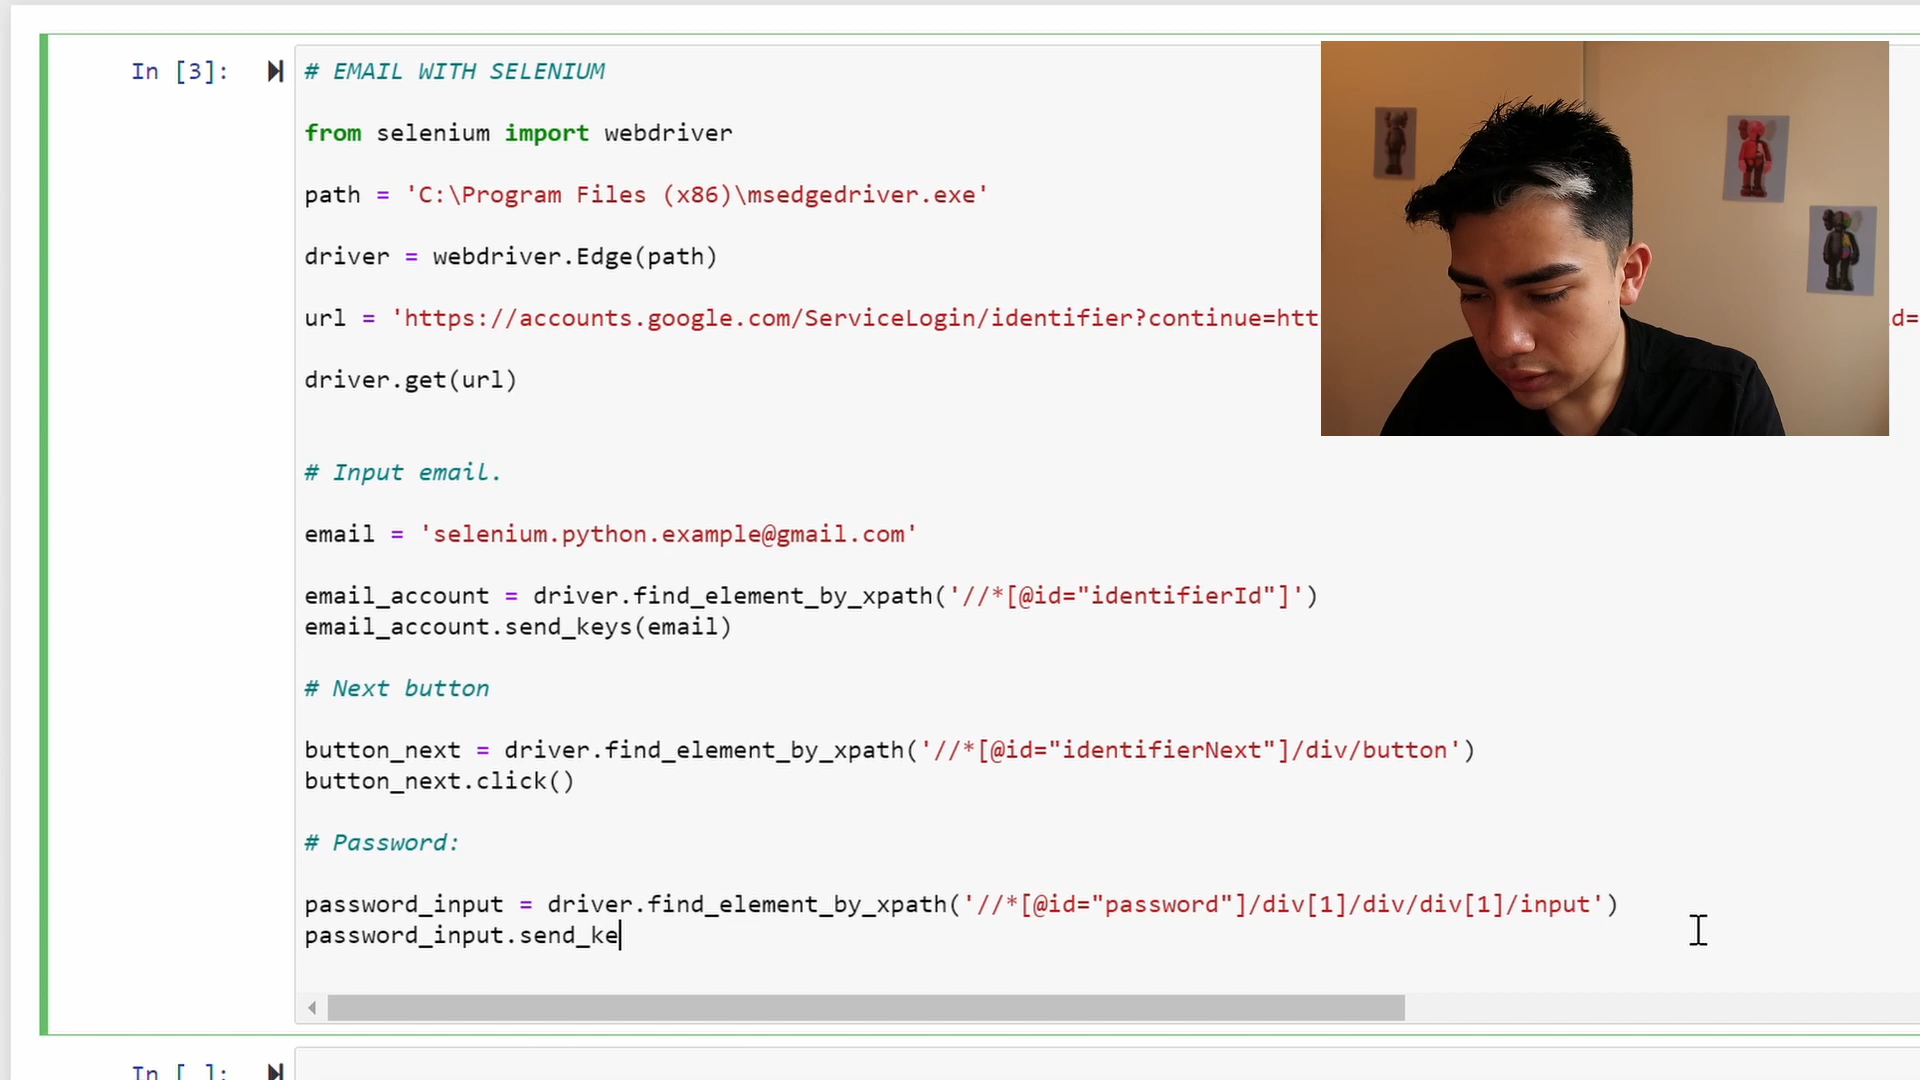 In [3]:
# EMAIL WITH SELENIUM
from selenium import webdriver
path = 'C:\Program Files (x86)\msedgedriver.exe'
driver = webdriver.Edge(path)
url = 'https://accounts.google.com/ServiceLogin/identifier?continue=htt d=
driver.get(url)
# Input email.
email = 'selenium.python.example@gmail.com'
email_account = driver.find_element_by_xpath('//*[@id="identifierId"]')
email_account.send_keys(email)
# Next button
button_next = driver.find_element_by_xpath('//*[@id="identifierNext"]/div/button')
button_next.click()
# Password:
password_input = driver.find_element_by_xpath('//*[@id="password"]/div[1]/div/div[1]/input')
password_input.send_ke
In [ ]: